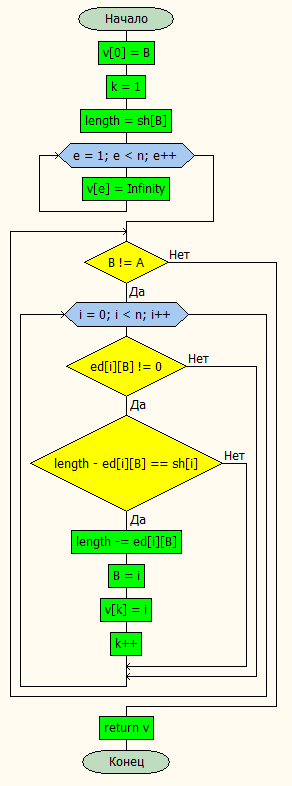 Начало
v[0] = B
k = 1
length = sh[B]
e = 1; e < n; e++
v[e] = Infinity
B != A
Нет
Да
i = 0; i < n; i++
ed[i][B] != 0
Нет
Да
length - ed[i][B] == sh[i]
Нет
Да
length -= ed[i][B]
B = i
v[k] = i
k++
return v
Конец